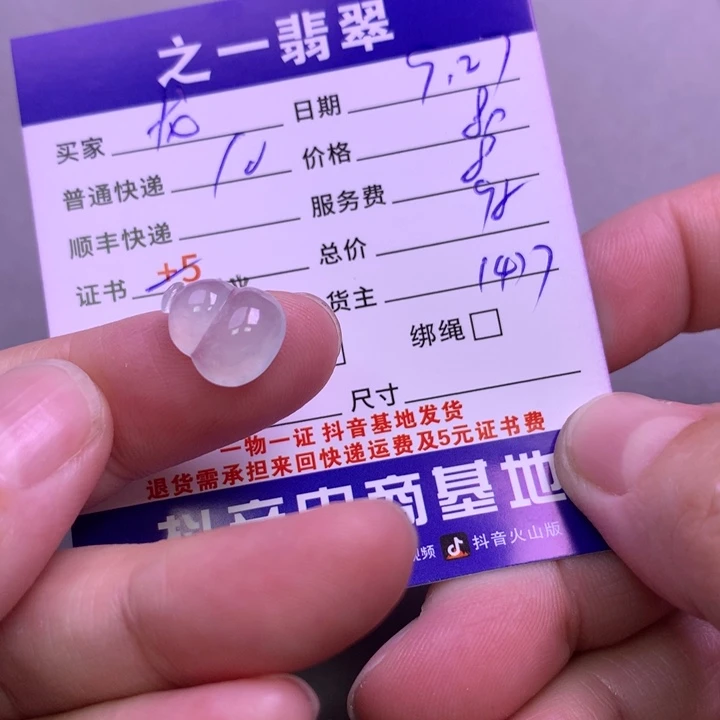 之一翡翠
买家 日期
普通快递 10 价格
顺丰快递 服务费
证书 +5 总价 98
货主
绑绳
尺寸
一物一证 抖音基地发货
退货需承担来回快递运费及5元证书费
抖音电商基地
视频 抖音火山版